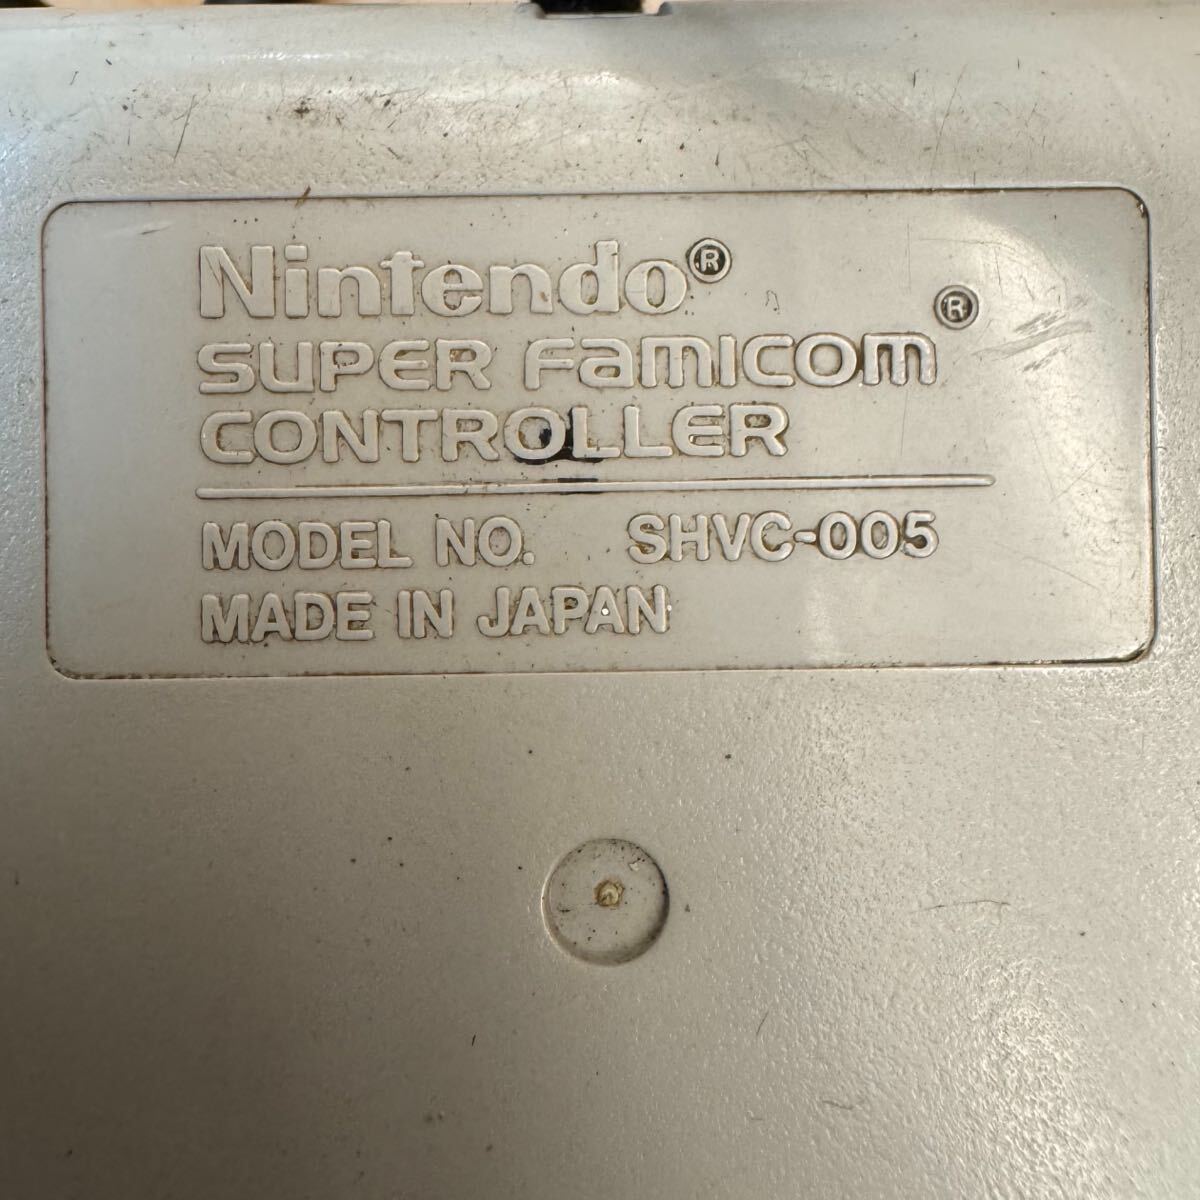 Nintendo®
SUPER Famicom®
CONTROLLER
MODEL NO. SHVC-005
MADE IN JAPAN